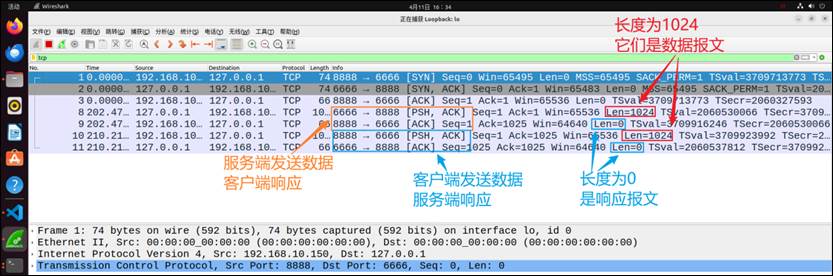 活动
Wireshark
4月11日 16:34
正在捕获 Loopback: lo
文件(F) 编辑(E) 视图(V) 跳转(G) 捕获(C) 分析(A) 统计(S) 电话(Y) 无线(W) 工具(T) 帮助(H)
tcp
长度为1024
它们是数据报文
No. Time Source Destination Protocol Length Info
1 0.0000… 192.168.10… 127.0.0.1 TCP 74 8888 → 6666 [SYN] Seq=0 Win=65495 Len=0 MSS=65495 SACK_PERM=1 TSval=3709713773 TS…
2 0.0000… 192.168.10… 127.0.0.1 TCP 74 6666 → 8888 [SYN, ACK] Seq=0 Ack=1 Win=65483 Len=0 MSS=65495 SACK_PERM=1 TSval=20…
3 0.0000… 192.168.10… 127.0.0.1 TCP 66 8888 → 6666 [ACK] Seq=1 Ack=1 Win=65536 Len=0 TSval=3709713773 TSecr=2060327593
8 202.47… 192.168.10… 127.0.0.1 TCP 10… 6666 → 8888 [PSH, ACK] Seq=1 Ack=1 Win=65536 Len=1024 TSval=2060530066 TSecr=3709…
9 202.47… 192.168.10… 127.0.0.1 TCP 66 8888 → 6666 [ACK] Seq=1 Ack=1025 Win=64640 Len=0 TSval=3709916246 TSecr=2060530066
10 210.21… 192.168.10… 127.0.0.1 TCP 10… 8888 → 6666 [PSH, ACK] Seq=1 Ack=1025 Win=65536 Len=1024 TSval=3709923992 TSecr=2…
11 210.21… 192.168.10… 127.0.0.1 TCP 66 6666 → 8888 [ACK] Seq=1025 Ack=1025 Win=64640 Len=0 TSval=2060537812 TSecr=370992…
服务端发送数据
客户端响应
客户端发送数据
服务端响应
长度为0
是响应报文
Frame 1: 74 bytes on wire (592 bits), 74 bytes captured (592 bits) on interface lo, id 0
Ethernet II, Src: 00:00:00_00:00:00 (00:00:00:00:00:00), Dst: 00:00:00_00:00:00 (00:00:00:00:00:00)
Internet Protocol Version 4, Src: 192.168.10.150, Dst: 127.0.0.1
Transmission Control Protocol, Src Port: 8888, Dst Port: 6666, Seq: 0, Len: 0